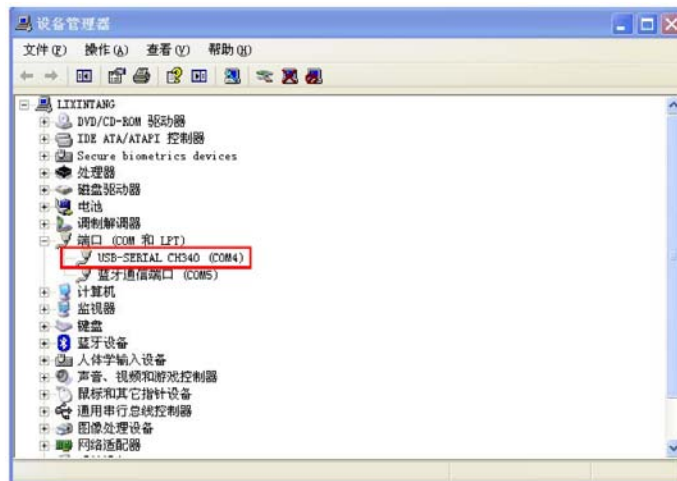 设备管理器
文件(F) 操作(A) 查看(V) 帮助(H)
LIXINTANG
DVD/CD-ROM 驱动器
IDE ATA/ATAPI 控制器
Secure biometrics devices
处理器
磁盘驱动器
电池
调制解调器
端口 (COM 和 LPT)
USB-SERIAL CH340 (COM4)
蓝牙通信端口 (COM5)
计算机
监视器
键盘
蓝牙设备
人体学输入设备
声音、视频和游戏控制器
鼠标和其它指针设备
通用串行总线控制器
图像处理设备
网络适配器